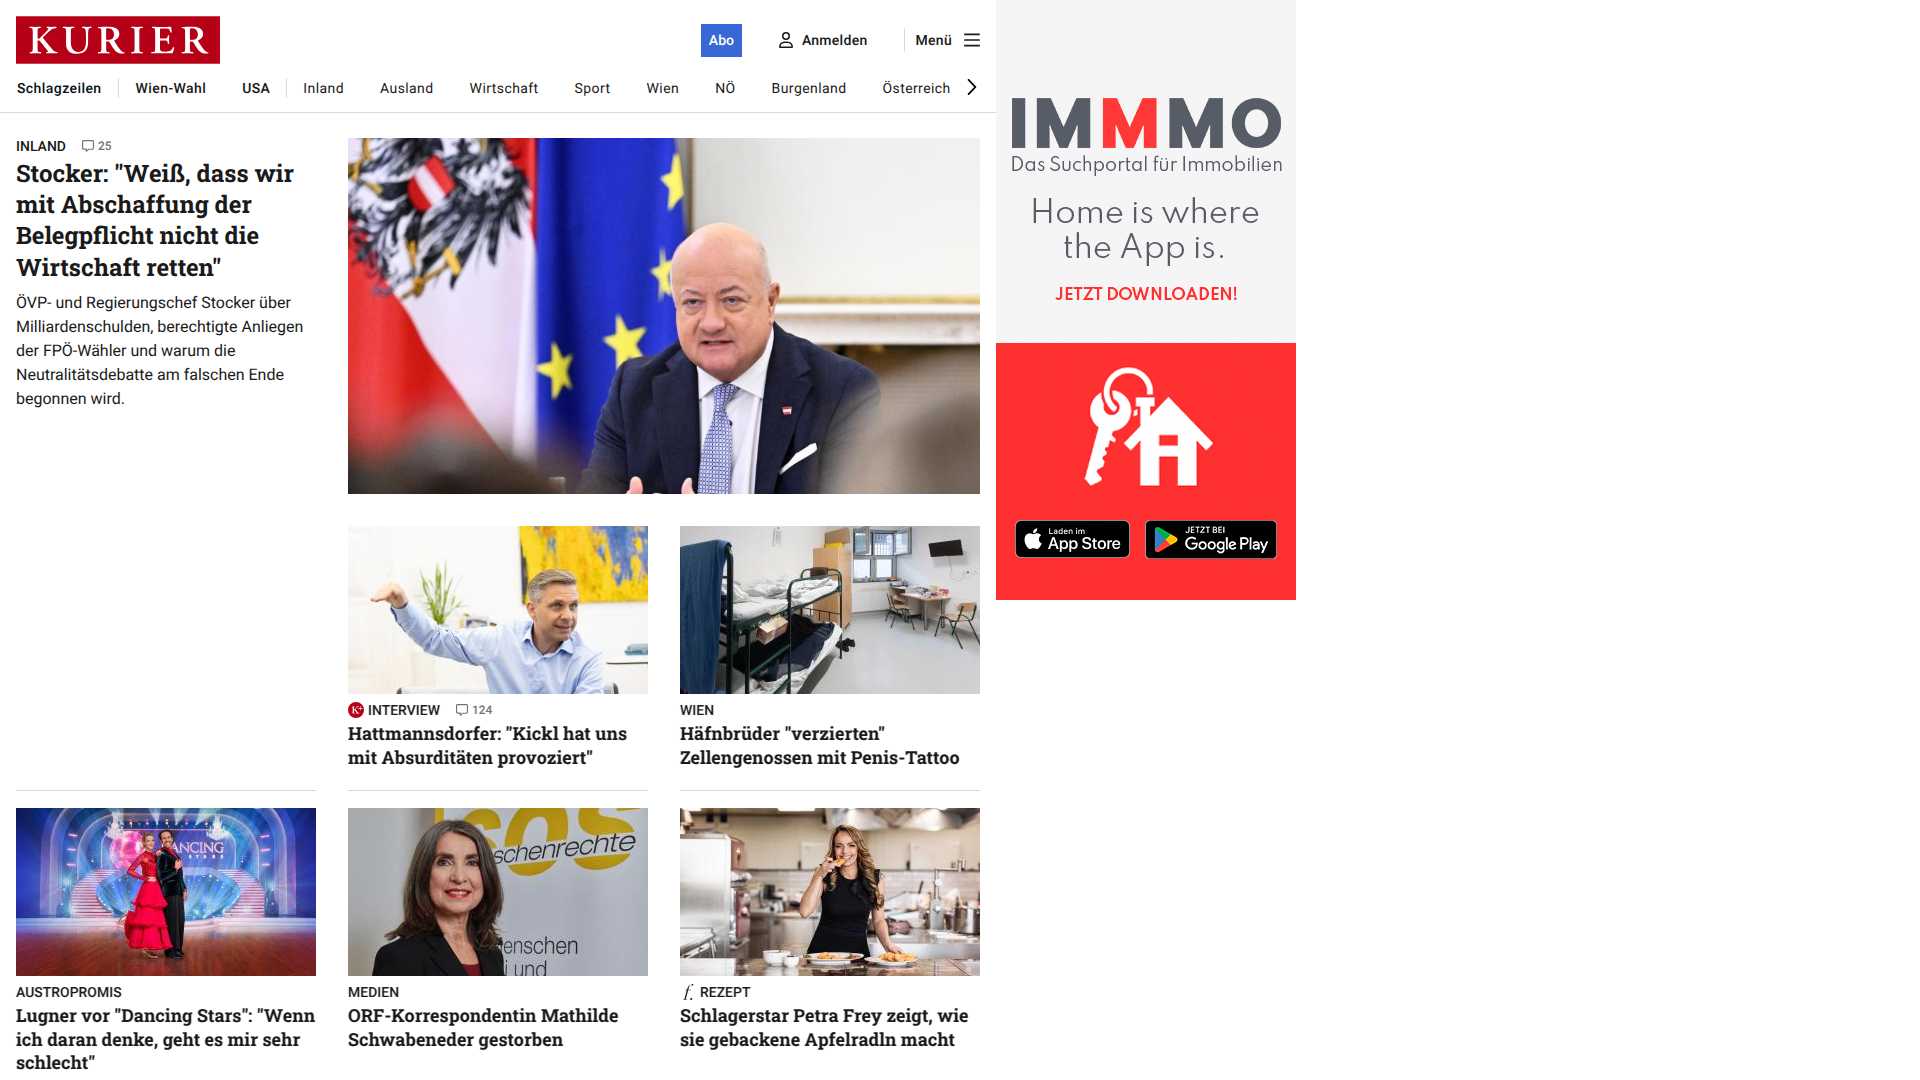 KURIER
Abo
Anmelden
Menü
Schlagzeilen
Wien-Wahl
USA
Inland
Ausland
Wirtschaft
Sport
Wien
NÖ
Burgenland
Österreich
INLAND 25
Stocker: "Weiß, dass wir
mit Abschaffung der
Belegpflicht nicht die
Wirtschaft retten"
ÖVP- und Regierungschef Stocker über
Milliardenschulden, berechtigte Anliegen
der FPÖ-Wähler und warum die
Neutralitätsdebatte am falschen Ende
begonnen wird.
K+ INTERVIEW 124
Hattmannsdorfer: "Kickl hat uns
mit Absurditäten provoziert"
WIEN
Häfnbrüder "verzierten"
Zellengenossen mit Penis-Tattoo
DANCING
STARS
AUSTROPROMIS
Lugner vor "Dancing Stars": "Wenn
ich daran denke, geht es mir sehr
schlecht"
sos
schenrechte
enschen
i und
MEDIEN
ORF-Korrespondentin Mathilde
Schwabeneder gestorben
f. REZEPT
Schlagerstar Petra Frey zeigt, wie
sie gebackene Apfelradln macht
IMMMO
Das Suchportal für Immobilien
Home is where
the App is.
JETZT DOWNLOADEN!
Laden im
App Store
JETZT BEI
Google Play